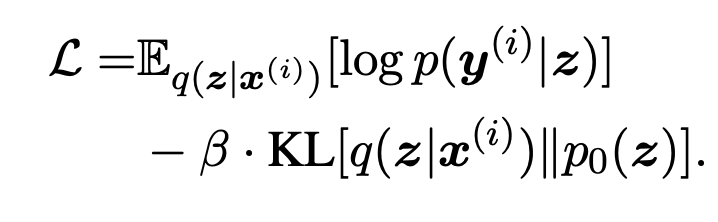 ℒ = 𝔼_{q(𝒛|𝒙^{(i)})}[log p(𝒚^{(i)}|𝒛)]
− β · KL[q(𝒛|𝒙^{(i)})∥p_0(𝒛)].